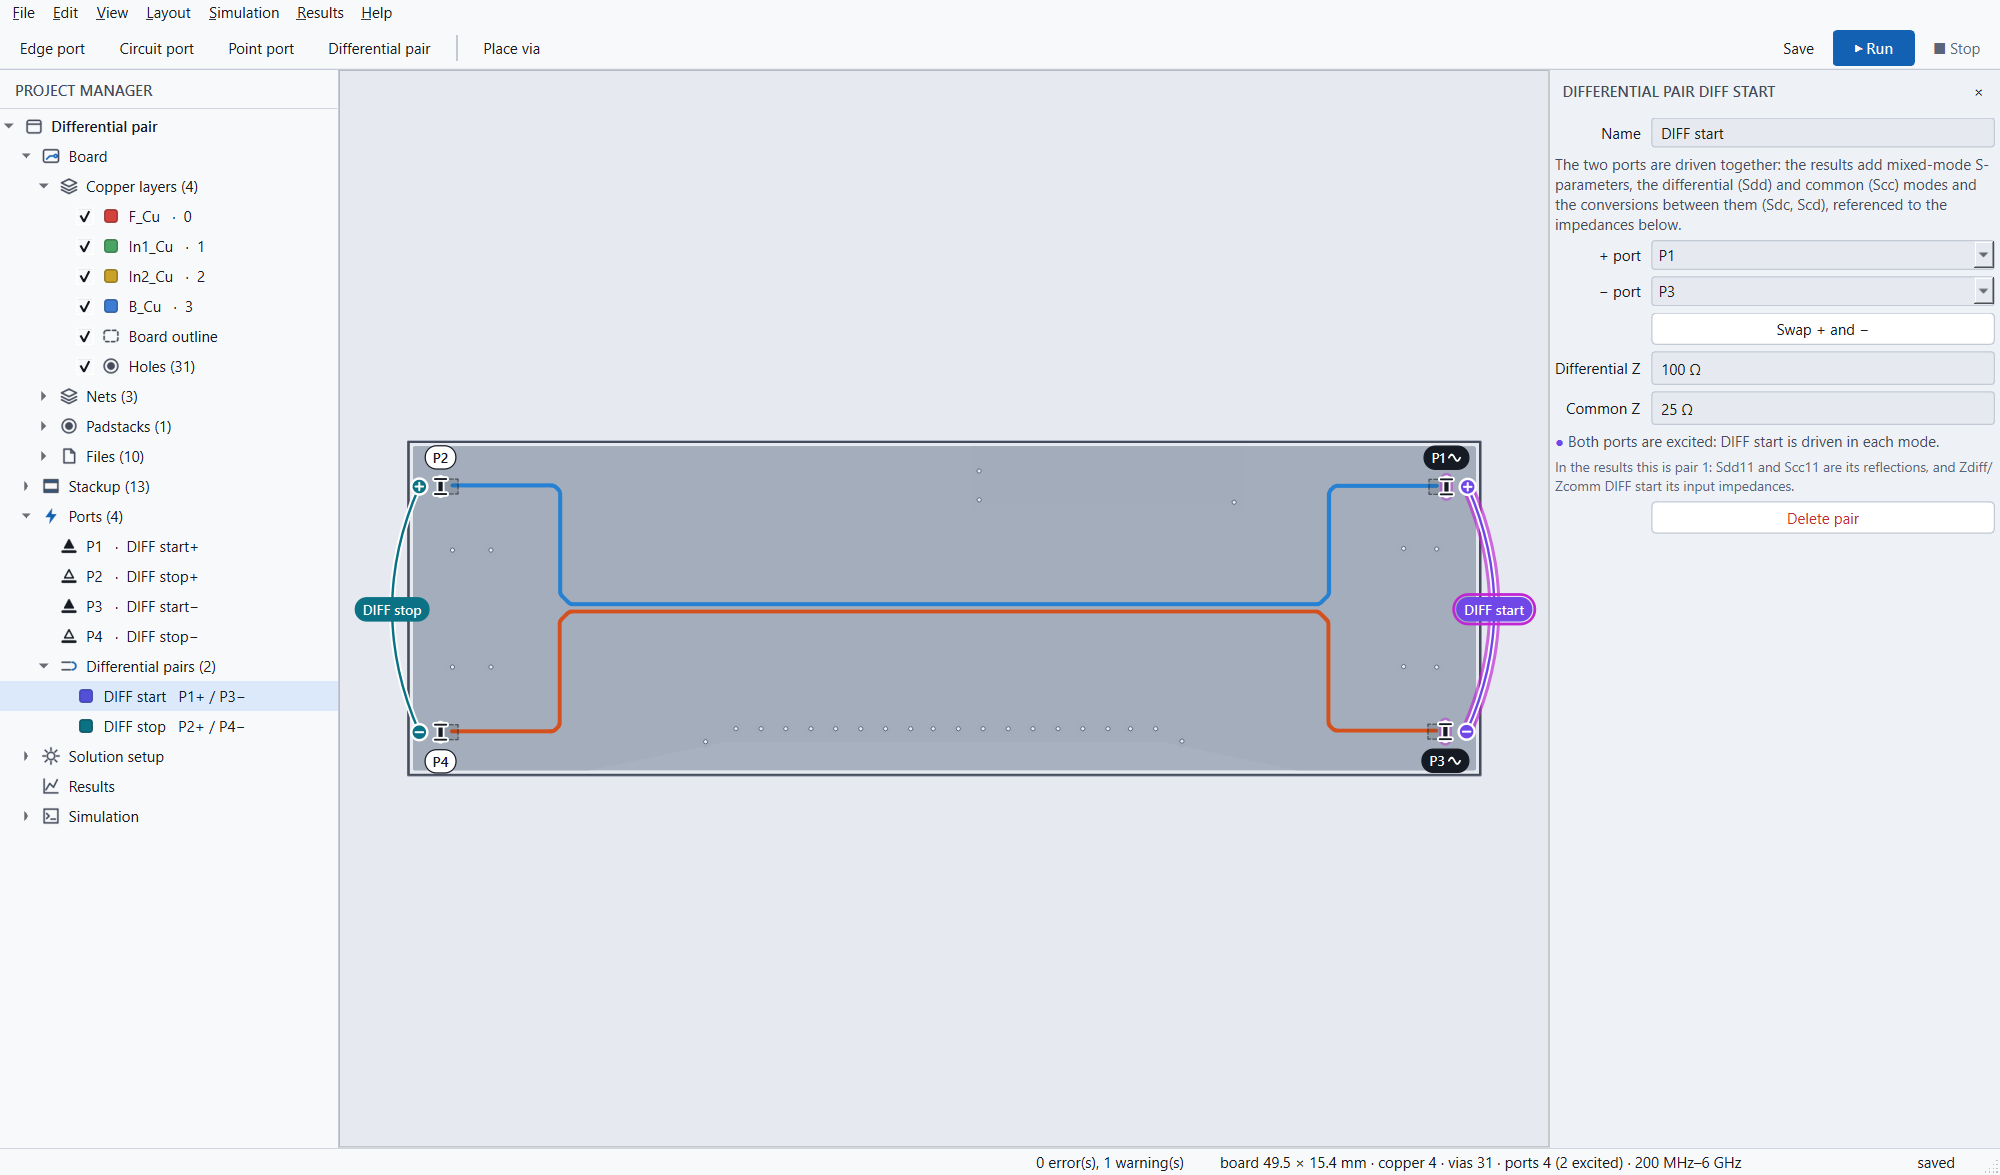 File Edit View Layout Simulation Results Help
Edge port Circuit port Point port Differential pair Place via Save Run Stop
PROJECT MANAGER
Differential pair
Board
Copper layers (4)
F_Cu · 0
In1_Cu · 1
In2_Cu · 2
B_Cu · 3
Board outline
Holes (31)
Nets (3)
Padstacks (1)
Files (10)
Stackup (13)
Ports (4)
P1 · DIFF start+
P2 · DIFF stop+
P3 · DIFF start−
P4 · DIFF stop−
Differential pairs (2)
DIFF start P1+ / P3−
DIFF stop P2+ / P4−
Solution setup
Results
Simulation
P2
P1
DIFF stop
DIFF start
P4
P3
DIFFERENTIAL PAIR DIFF START ×
Name DIFF start
The two ports are driven together: the results add mixed-mode S-
parameters, the differential (Sdd) and common (Scc) modes and
the conversions between them (Sdc, Scd), referenced to the
impedances below.
+ port P1
− port P3
Swap + and −
Differential Z 100 Ω
Common Z 25 Ω
● Both ports are excited: DIFF start is driven in each mode.
In the results this is pair 1: Sdd11 and Scc11 are its reflections, and Zdiff/
Zcomm DIFF start its input impedances.
Delete pair
0 error(s), 1 warning(s) board 49.5 × 15.4 mm · copper 4 · vias 31 · ports 4 (2 excited) · 200 MHz–6 GHz saved